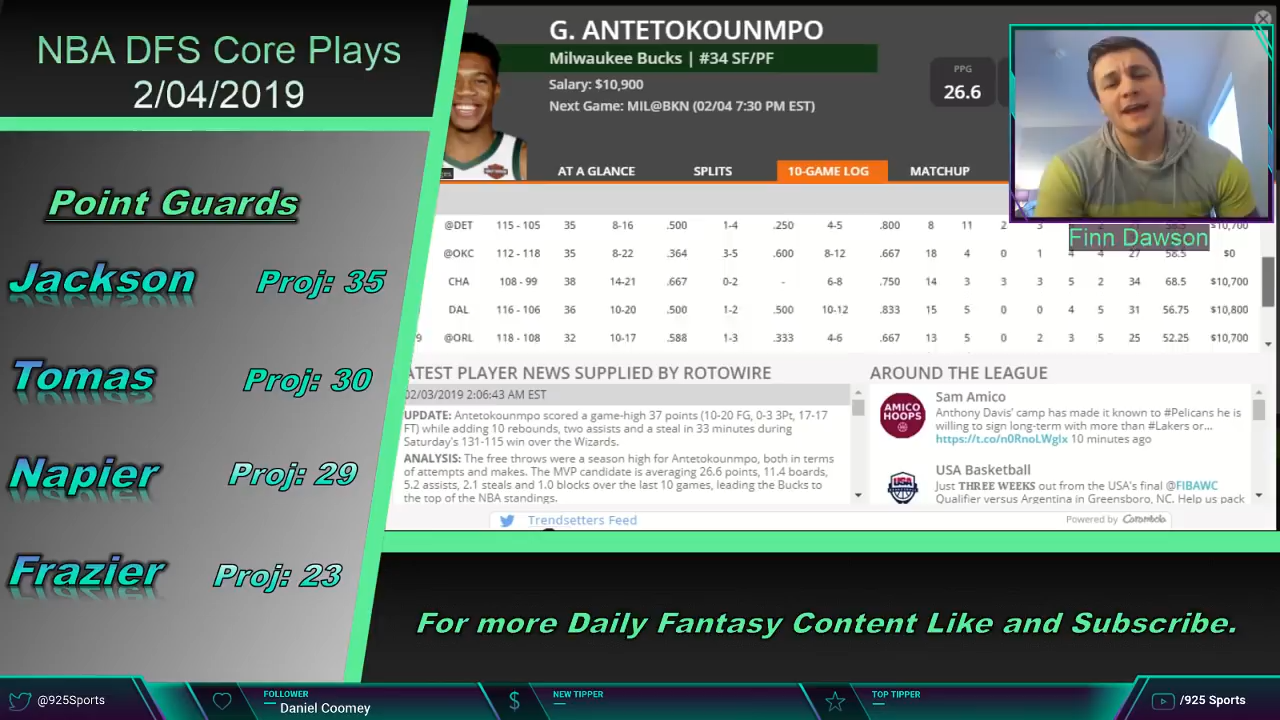 NBA DFS Core Plays
2/04/2019
Point Guards
Jackson Proj: 35
Tomas Proj: 30
Napier Proj: 29
Frazier Proj: 23
G. ANTETOKOUNMPO
Milwaukee Bucks | #34 SF/PF
Salary: $10,900
Next Game: MIL@BKN (02/04 7:30 PM EST)
PPG
26.6
AT A GLANCE SPLITS 10-GAME LOG MATCHUP
Finn Dawson
@DET 115 - 105 35 8-16 .500 1-4 .250 4-5 .800 8 11 2 3 $10,700
@OKC 112 - 118 35 8-22 .364 3-5 .600 8-12 .667 18 4 0 1 4 4 27 58.5 $0
CHA 108 - 99 38 14-21 .667 0-2 - 6-8 .750 14 3 3 3 5 2 34 68.5 $10,700
DAL 116 - 106 36 10-20 .500 1-2 .500 10-12 .833 15 5 0 0 4 5 31 56.75 $10,800
9 @ORL 118 - 108 32 10-17 .588 1-3 .333 4-6 .667 13 5 0 2 3 5 25 52.25 $10,700
ATEST PLAYER NEWS SUPPLIED BY ROTOWIRE
02/03/2019 2:06:43 AM EST
UPDATE: Antetokounmpo scored a game-high 37 points (10-20 FG, 0-3 3Pt, 17-17
FT) while adding 10 rebounds, two assists and a steal in 33 minutes during
Saturday's 131-115 win over the Wizards.
ANALYSIS: The free throws were a season high for Antetokounmpo, both in terms
of attempts and makes. The MVP candidate is averaging 26.6 points, 11.4 boards,
5.2 assists, 2.1 steals and 1.0 blocks over the last 10 games, leading the Bucks to
the top of the NBA standings.
AROUND THE LEAGUE
AMICO
HOOPS
Sam Amico
Anthony Davis' camp has made it known to #Pelicans he is
willing to sign long-term with more than #Lakers or...
https://t.co/n0RnoLWglx 10 minutes ago
USA
USA Basketball
Just THREE WEEKS out from the USA's final @FIBAWC
Qualifier versus Argentina in Greensboro, NC. Help us pack
Trendsetters Feed
Powered by Carambola
For more Daily Fantasy Content Like and Subscribe.
@925Sports
FOLLOWER
Daniel Coomey
$
NEW TIPPER
TOP TIPPER
/925 Sports